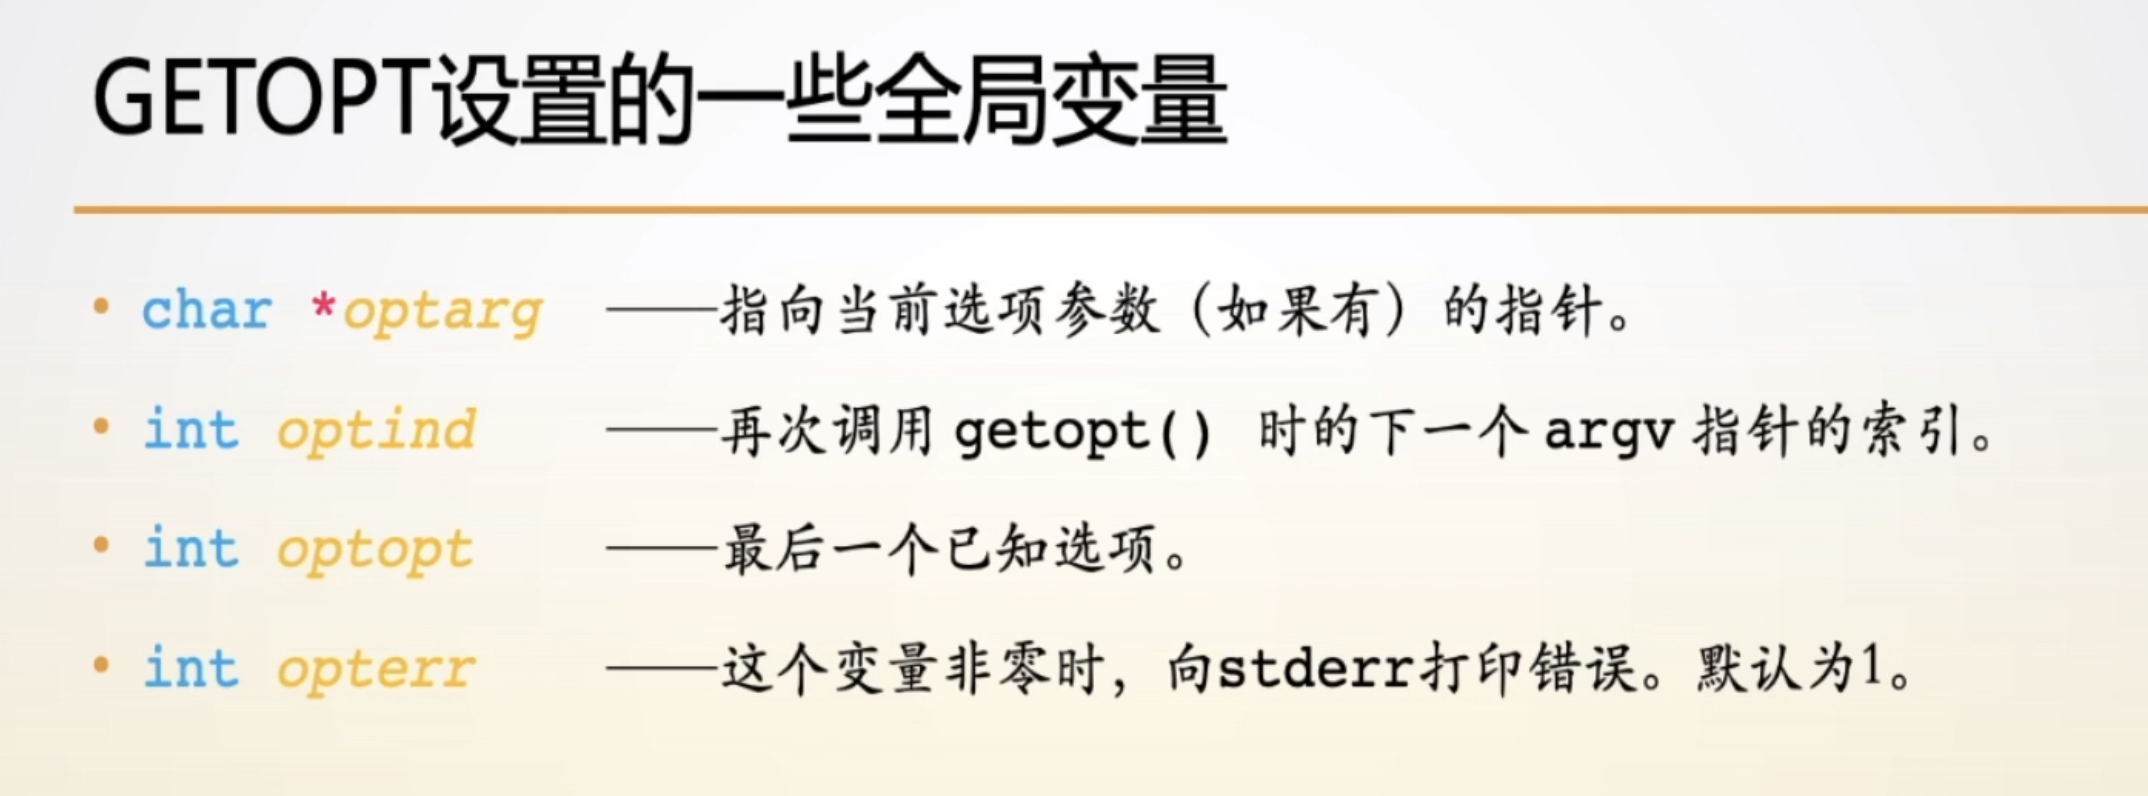 GETOPT设置的一些全局变量
• char *optarg ——指向当前选项参数（如果有）的指针。
• int optind ——再次调用 getopt() 时的下一个 argv 指针的索引。
• int optopt ——最后一个已知选项。
• int opterr ——这个变量非零时，向stderr打印错误。默认为1。